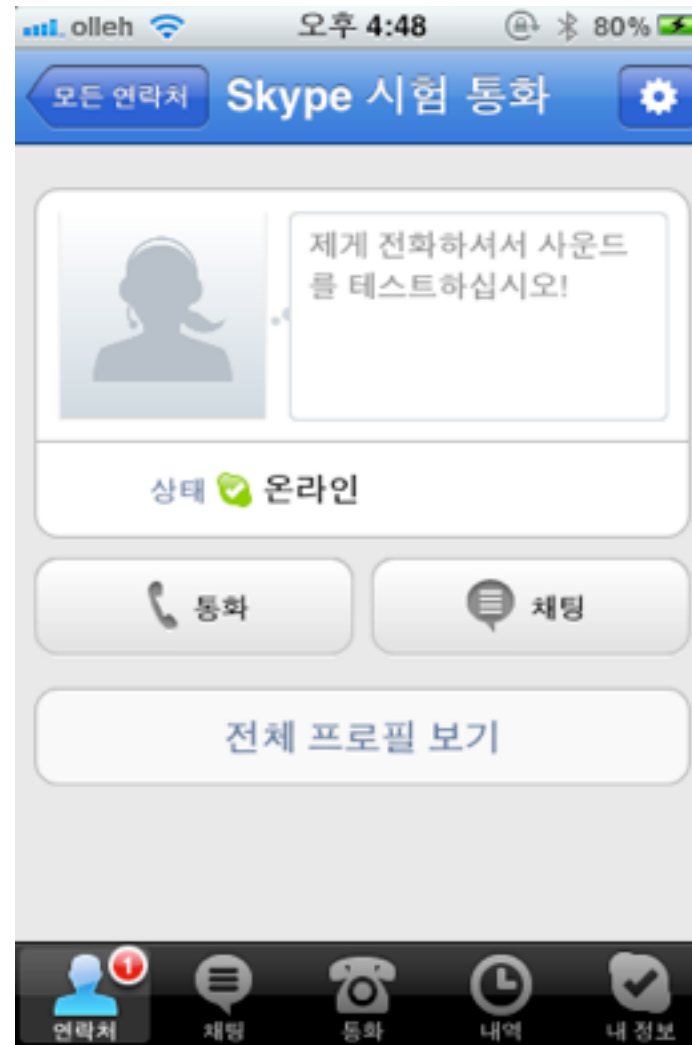 olleh 오후 4:48 80%
모든 연락처 Skype 시험 통화
제게 전화하셔서 사운드
를 테스트하십시오!
상태 온라인
통화 채팅
전체 프로필 보기
1
연락처 채팅 통화 내역 내 정보